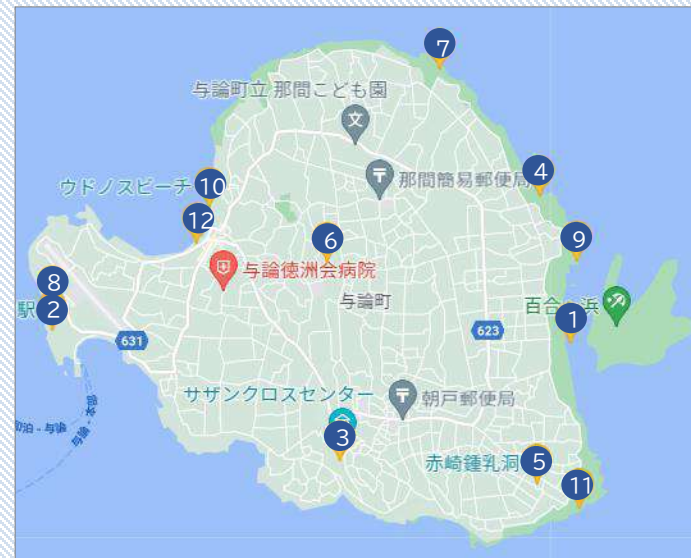 7
与論町立 那間こども園
文
〒
那間簡易郵便局
4
ウドノスビーチ
10
12
6
9
与論徳洲会病院
8
与論町
百合ヶ浜
駅
2
1
631
623
サザンクロスセンター
〒
朝戸郵便局
3
赤崎鍾乳洞
5
11